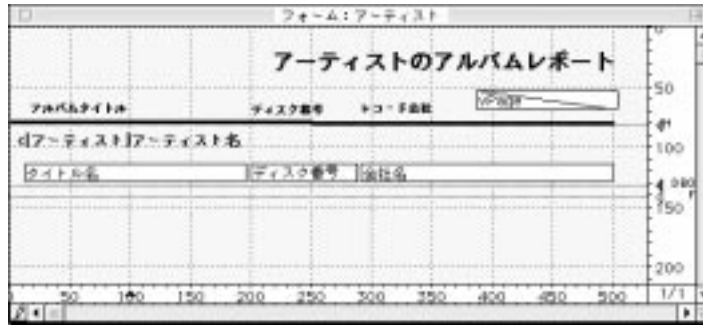 フォーム：アーティスト
アーティストのアルバムレポート
アルバムタイトル ディスク番号 レコード会社 vPage
<[アーティスト]アーティスト名
タイトル名 ディスク番号 会社名
0
50
100
150
200
50 100 150 200 250 300 350 400 450 500 1/1